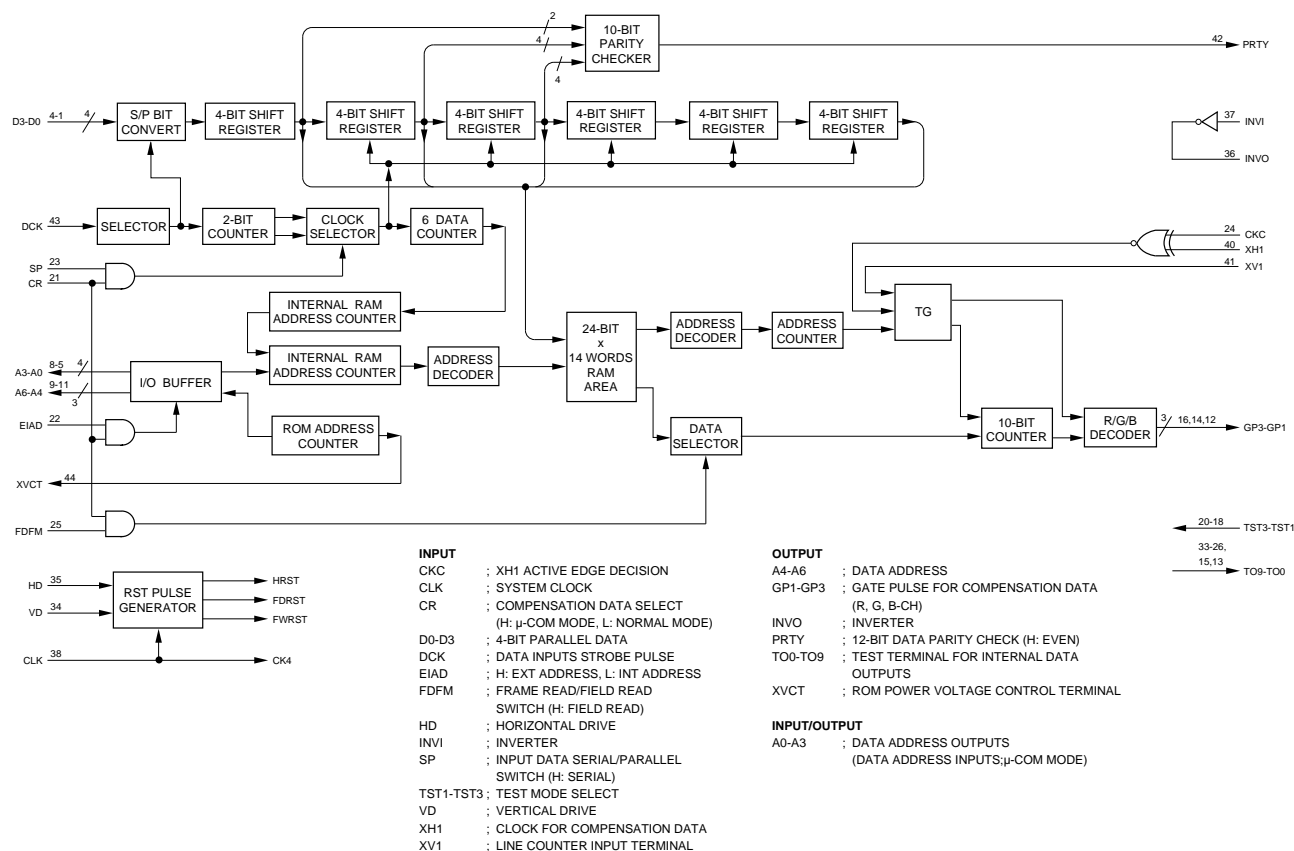 2
10-BIT
PARITY
CHECKER
4
4
42 PRTY
D3-D0 4-1 4
S/P BIT
CONVERT
4-BIT SHIFT
REGISTER
4-BIT SHIFT
REGISTER
4-BIT SHIFT
REGISTER
4-BIT SHIFT
REGISTER
4-BIT SHIFT
REGISTER
4-BIT SHIFT
REGISTER
37 INVI
36 INVO
DCK 43
SELECTOR
2-BIT
COUNTER
CLOCK
SELECTOR
6 DATA
COUNTER
24 CKC
40 XH1
41 XV1
SP 23
CR 21
INTERNAL RAM
ADDRESS COUNTER
INTERNAL RAM
ADDRESS COUNTER
ADDRESS
DECODER
24-BIT
x
14 WORDS
RAM
AREA
ADDRESS
DECODER
ADDRESS
COUNTER
TG
A3-A0 8-5 4
A6-A4 9-11 3
I/O BUFFER
EIAD 22
ROM ADDRESS
COUNTER
DATA
SELECTOR
10-BIT
COUNTER
R/G/B
DECODER
3 16,14,12 GP3-GP1
XVCT 44
FDFM 25
20-18 TST3-TST1
33-26,
15,13 TO9-TO0
HD 35
VD 34
RST PULSE
GENERATOR
HRST
FDRST
FWRST
CLK 38
CK4
INPUT
CKC ; XH1 ACTIVE EDGE DECISION
CLK ; SYSTEM CLOCK
CR ; COMPENSATION DATA SELECT
(H: µ-COM MODE, L: NORMAL MODE)
D0-D3 ; 4-BIT PARALLEL DATA
DCK ; DATA INPUTS STROBE PULSE
EIAD ; H: EXT ADDRESS, L: INT ADDRESS
FDFM ; FRAME READ/FIELD READ
SWITCH (H: FIELD READ)
HD ; HORIZONTAL DRIVE
INVI ; INVERTER
SP ; INPUT DATA SERIAL/PARALLEL
SWITCH (H: SERIAL)
TST1-TST3 ; TEST MODE SELECT
VD ; VERTICAL DRIVE
XH1 ; CLOCK FOR COMPENSATION DATA
XV1 ; LINE COUNTER INPUT TERMINAL
OUTPUT
A4-A6 ; DATA ADDRESS
GP1-GP3 ; GATE PULSE FOR COMPENSATION DATA
(R, G, B-CH)
INVO ; INVERTER
PRTY ; 12-BIT DATA PARITY CHECK (H: EVEN)
TO0-TO9 ; TEST TERMINAL FOR INTERNAL DATA
OUTPUTS
XVCT ; ROM POWER VOLTAGE CONTROL TERMINAL
INPUT/OUTPUT
A0-A3 ; DATA ADDRESS OUTPUTS
(DATA ADDRESS INPUTS;µ-COM MODE)